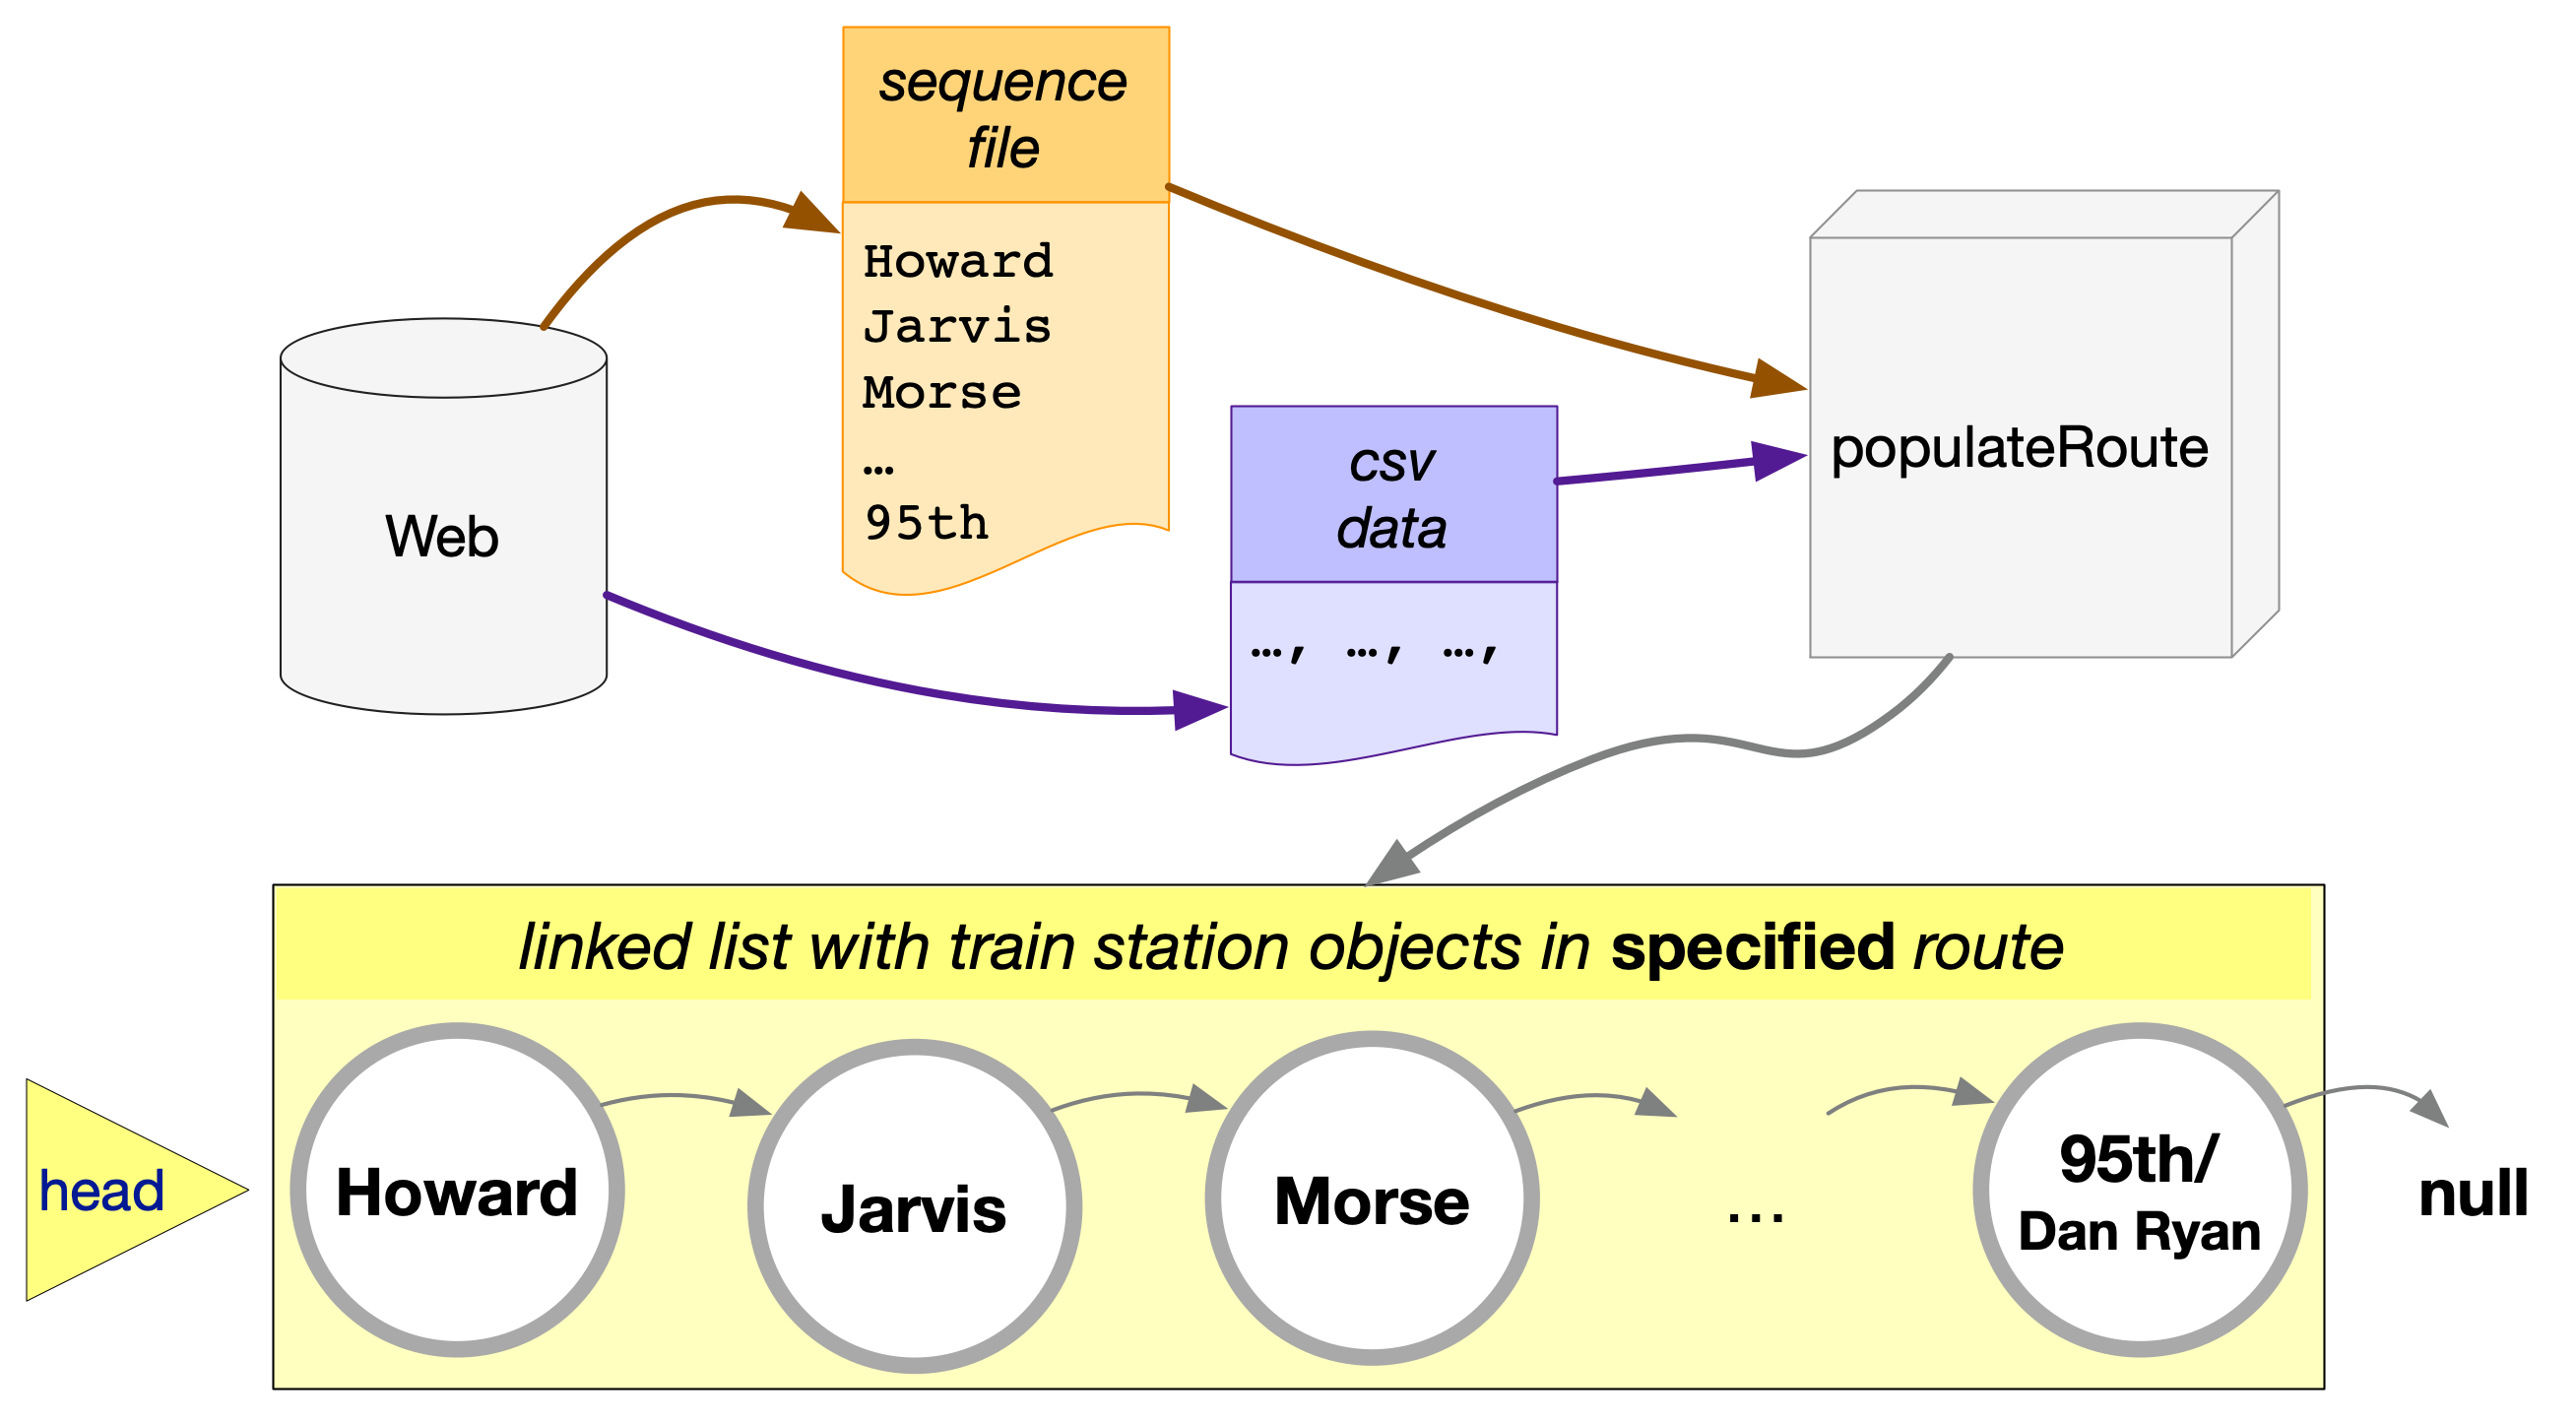 sequence
file
Howard
Jarvis
Morse
…
95th
Web
csv
data
…, …, …,
populateRoute
linked list with train station objects in specified route
head
Howard
Jarvis
Morse
...
95th/
Dan Ryan
null